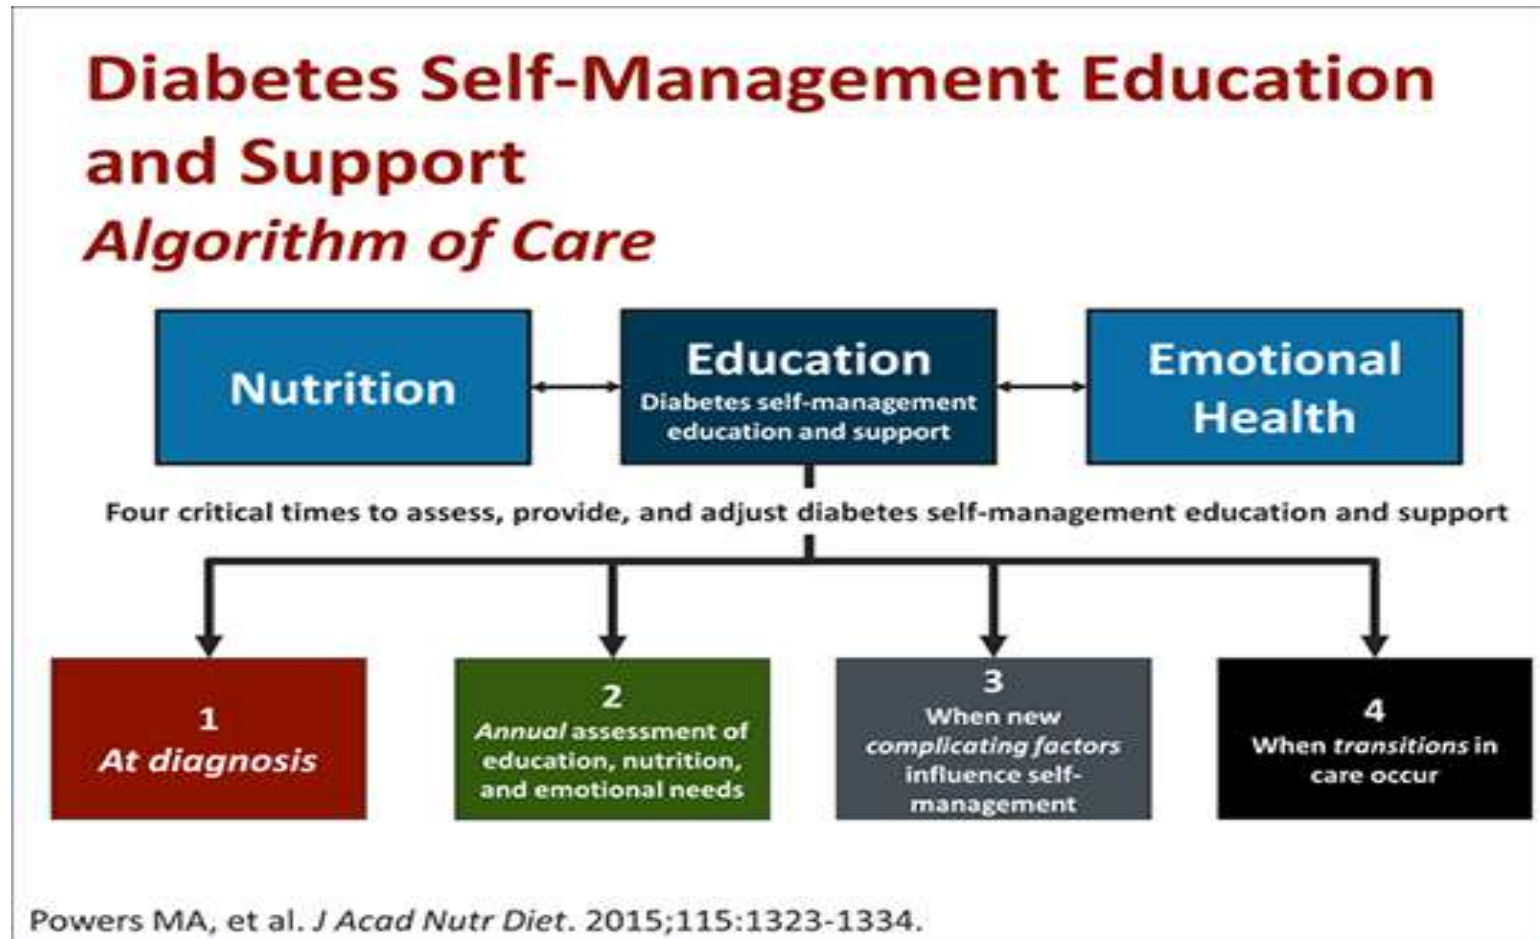 Diabetes Self-Management Education
and Support
Algorithm of Care
Nutrition
Education
Diabetes self-management
education and support
Emotional
Health
Four critical times to assess, provide, and adjust diabetes self-management education and support
1
At diagnosis
2
Annual assessment of
education, nutrition,
and emotional needs
3
When new
complicating factors
influence self-
management
4
When transitions in
care occur
Powers MA, et al. J Acad Nutr Diet. 2015;115:1323-1334.